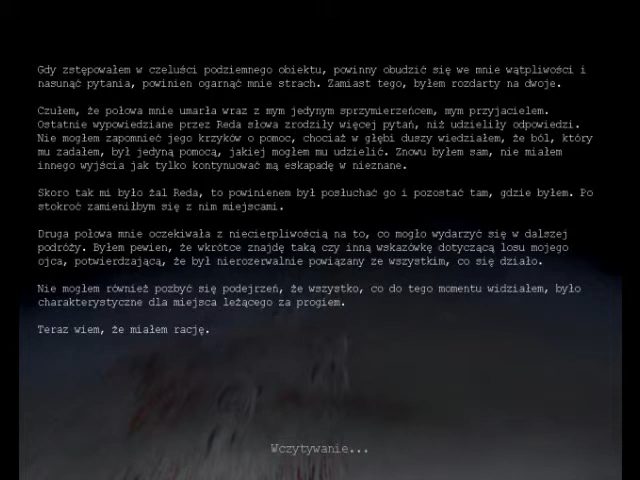 Gdy zstępowałem w czeluści podziemnego obiektu, powinny obudzić się we mnie wątpliwości i
nasunąć pytania, powinien ogarnąć mnie strach. Zamiast tego, byłem rozdarty na dwoje.
Czułem, że połowa mnie umarła wraz z mym jedynym sprzymierzeńcem, mym przyjacielem.
Ostatnie wypowiedziane przez Reda słowa zrodziły więcej pytań, niż udzieliły odpowiedzi.
Nie mogłem zapomnieć jego krzyków o pomoc, chociaż w głębi duszy wiedziałem, że ból, który
mu zadałem, był jedyną pomocą, jakiej mogłem mu udzielić. Znowu byłem sam, nie miałem
innego wyjścia jak tylko kontynuować mą eskapadę w nieznane.
Skoro tak mi było żal Reda, to powinienem był posłuchać go i pozostać tam, gdzie byłem. Po
stokroć zamieniłbym się z nim miejscami.
Druga połowa mnie oczekiwała z niecierpliwością na to, co mogło wydarzyć się w dalszej
podróży. Byłem pewien, że wkrótce znajdę taką czy inną wskazówkę dotyczącą losu mojego
ojca, potwierdzającą, że był nierozerwalnie powiązany ze wszystkim, co się działo.
Nie mogłem również pozbyć się podejrzeń, że wszystko, co do tego momentu widziałem, było
charakterystyczne dla miejsca leżącego za progiem.
Teraz wiem, że miałem rację.
Wczytywanie...